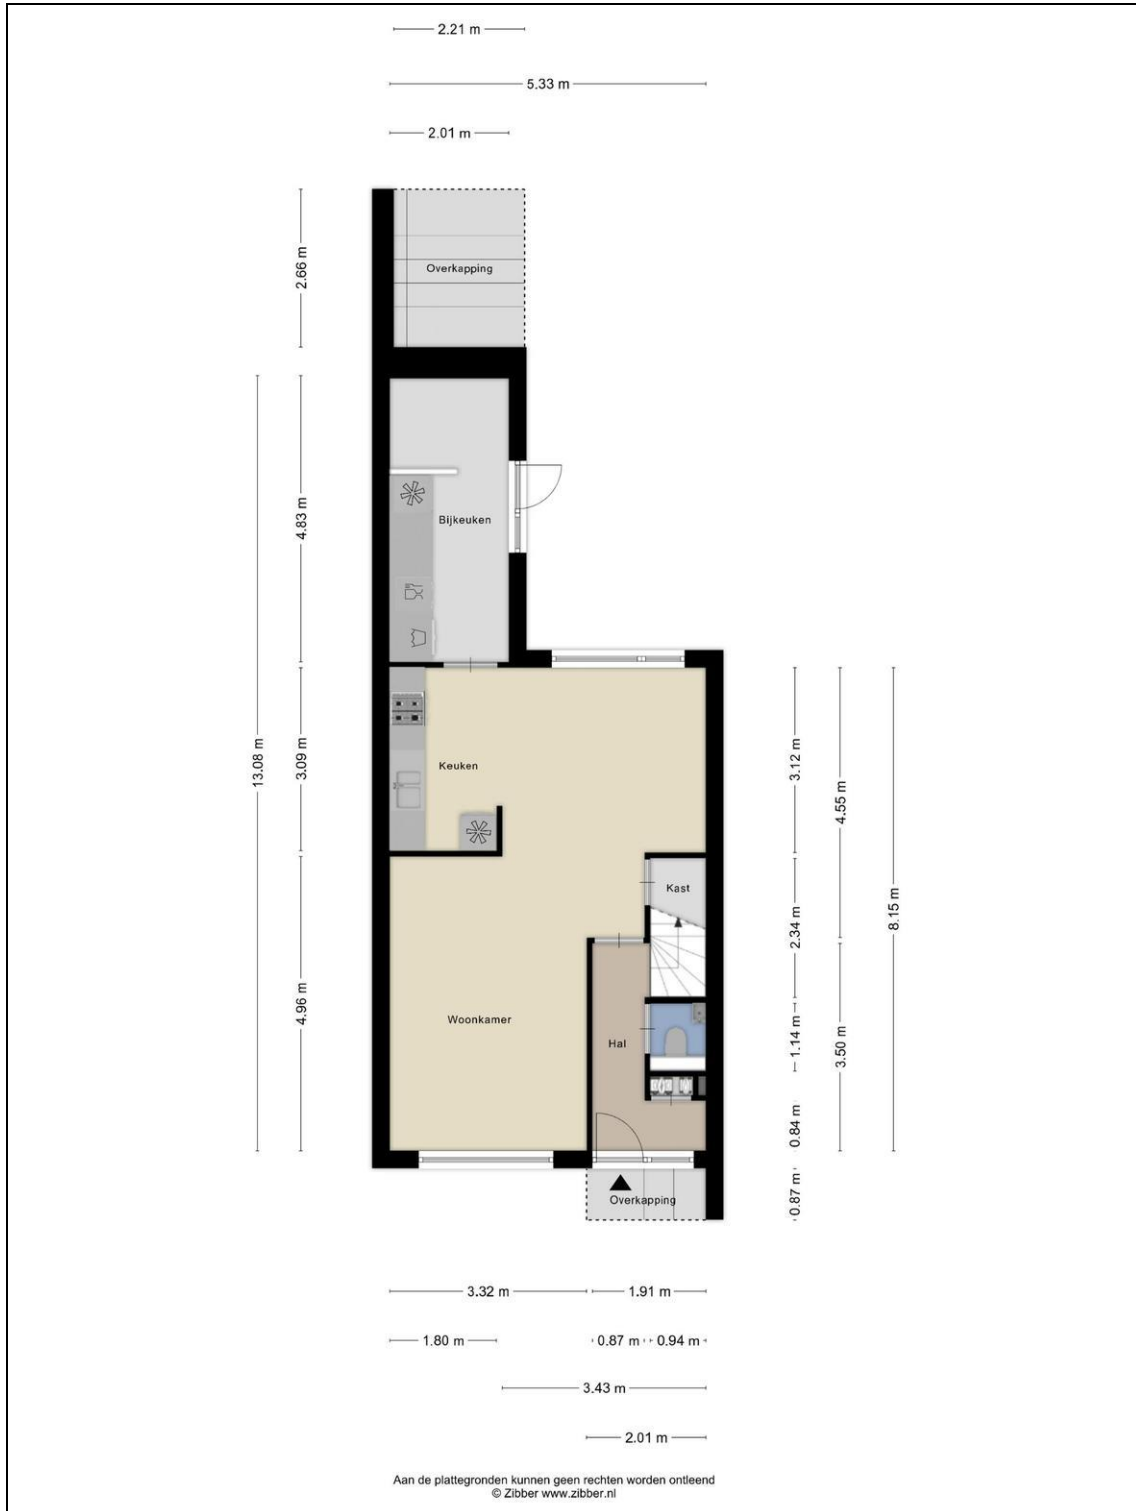 2.21 m
5.33 m
2.01 m
2.66 m
Overkapping
4.83 m
Bijkeuken
13.08 m
3.09 m
Keuken
3.12 m
4.55 m
8.15 m
Kast
2.34 m
4.96 m
Woonkamer
Hal
1.14 m
3.50 m
0.84 m
0.87 m
Overkapping
3.32 m 1.91 m
1.80 m 0.87 m 0.94 m
3.43 m
2.01 m
Aan de plattegronden kunnen geen rechten worden ontleend
© Zibber www.zibber.nl